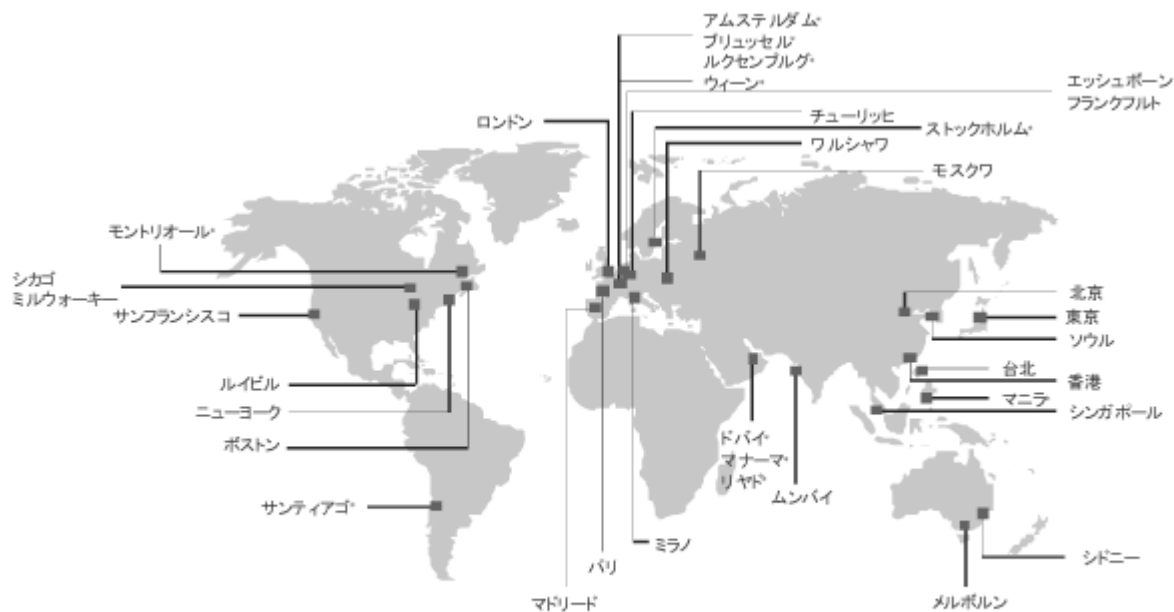 アムステルダム*
ブリュッセル*
ルクセンブルグ*
ウィーン*
エッシュボーン
フランクフルト
チューリッヒ
ロンドン
ストックホルム*
ワルシャワ
モスクワ
モントリオール*
シカゴ
ミルウォーキー
サンフランシスコ
北京
東京
ソウル
台北
香港
マニラ*
シンガポール
ルイビル
ニューヨーク
ボストン
ドバイ*
マナーマ*
リヤド*
ムンバイ
サンティアゴ*
ミラノ
パリ
シドニー
マドリード
メルボルン